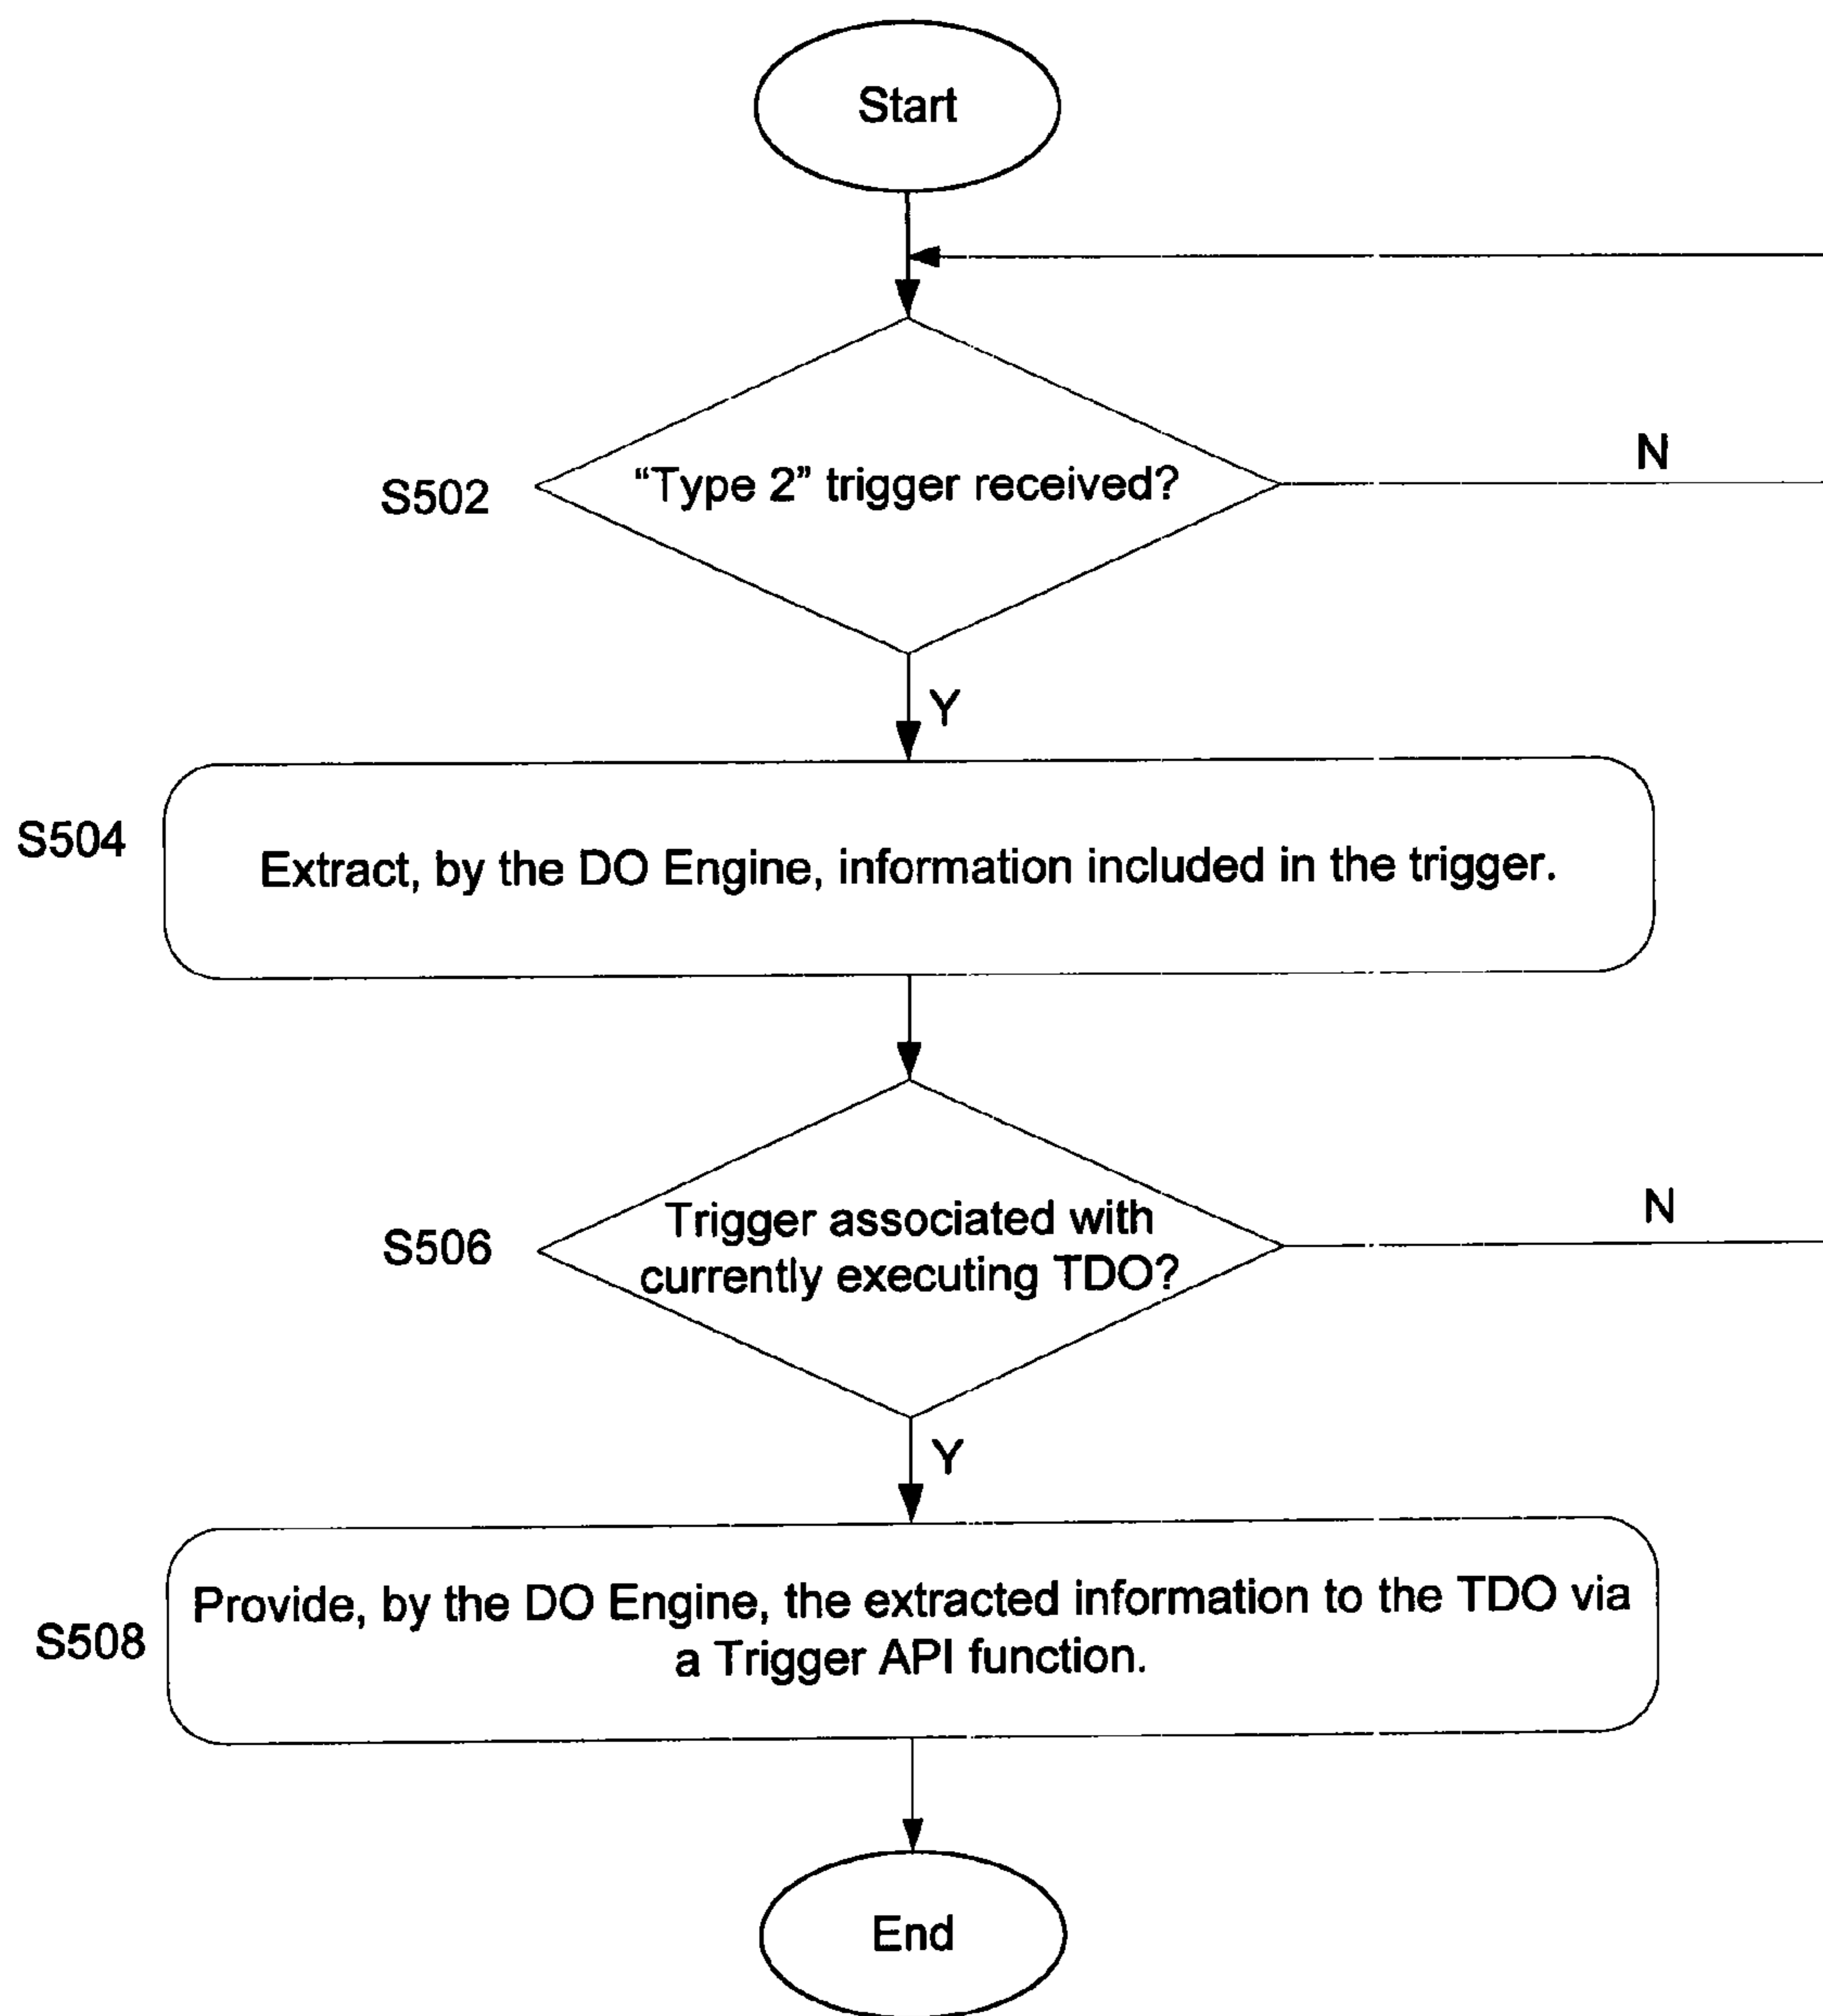 Start
S502
“Type 2” trigger received?
N
Y
S504
Extract, by the DO Engine, information included in the trigger.
S506
Trigger associated with
currently executing TDO?
N
Y
S508
Provide, by the DO Engine, the extracted information to the TDO via
a Trigger API function.
End